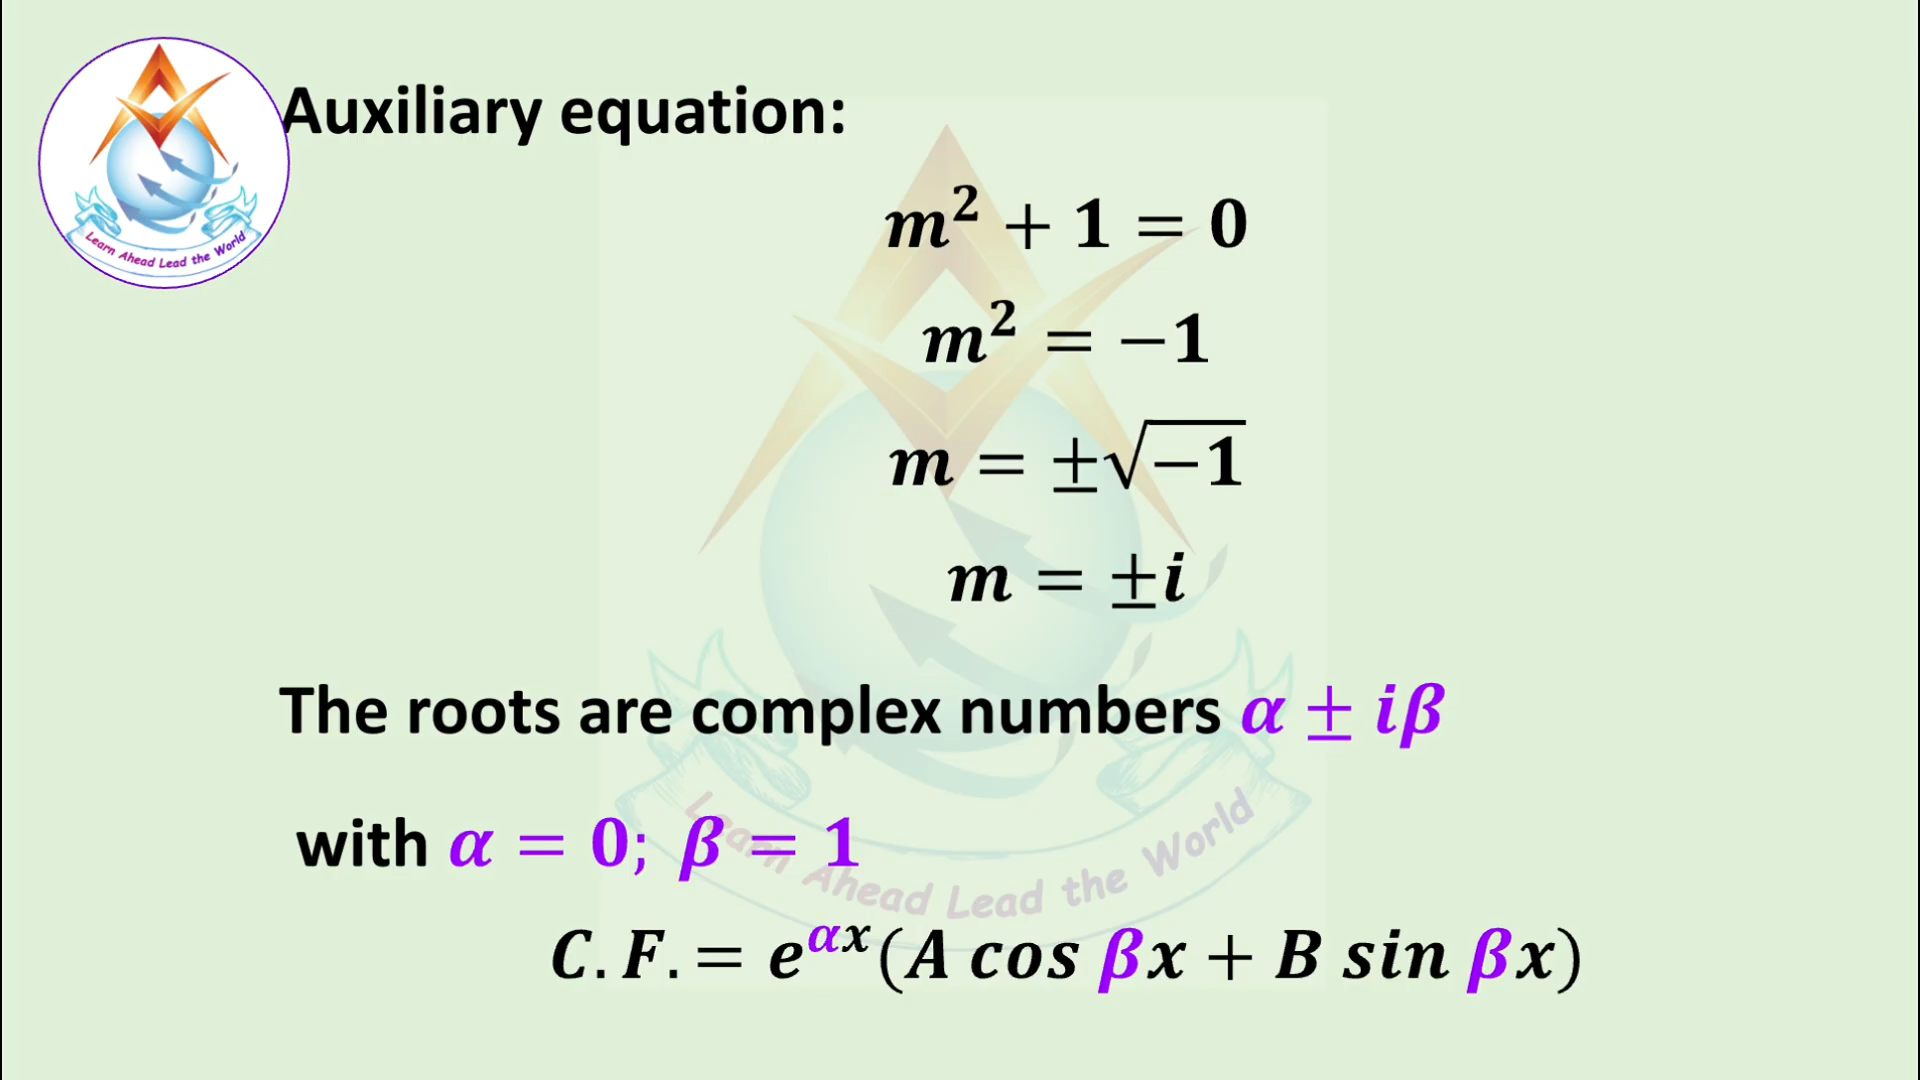 Auxiliary equation:
m² + 1 = 0
m² = −1
m = ±√−1
m = ±i
The roots are complex numbers α ± iβ
with α = 0; β = 1
C.F. = e^{αx}(A cos βx + B sin βx)
Learn Ahead Lead the World
Learn Ahead Lead the World